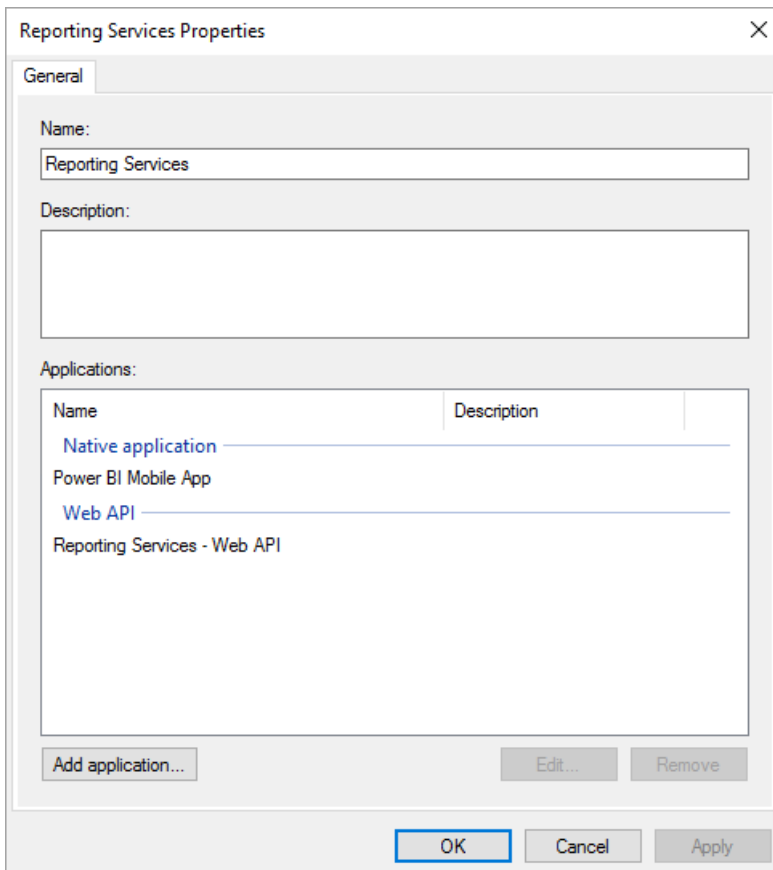 Reporting Services Properties
General
Name:
Reporting Services
Description:
Applications:
Name Description
Native application
Power BI Mobile App
Web API
Reporting Services - Web API
Add application... Edit... Remove
OK Cancel Apply